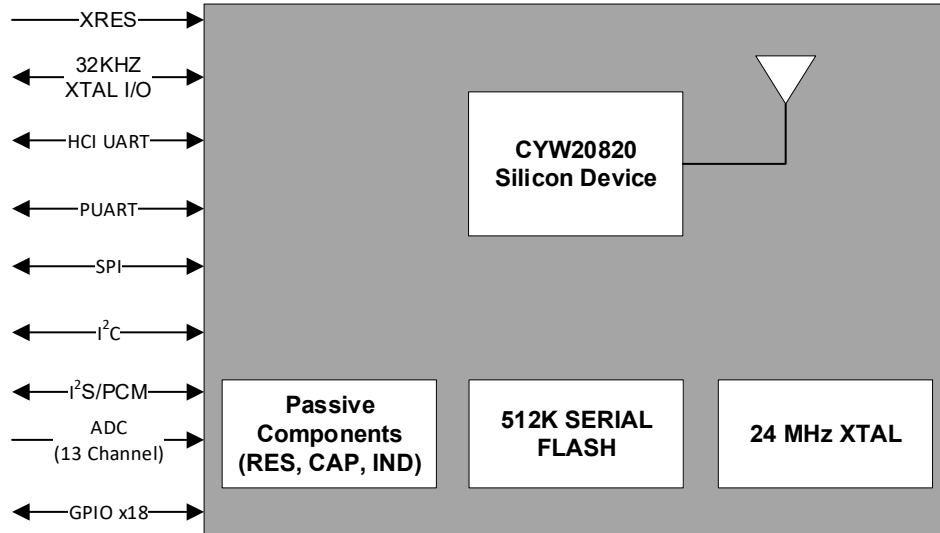 XRES
32KHZ
XTAL I/O
HCI UART
PUART
SPI
I²C
I²S/PCM
ADC
(13 Channel)
GPIO x18
CYW20820
Silicon Device
Passive
Components
(RES, CAP, IND)
512K SERIAL
FLASH
24 MHz XTAL